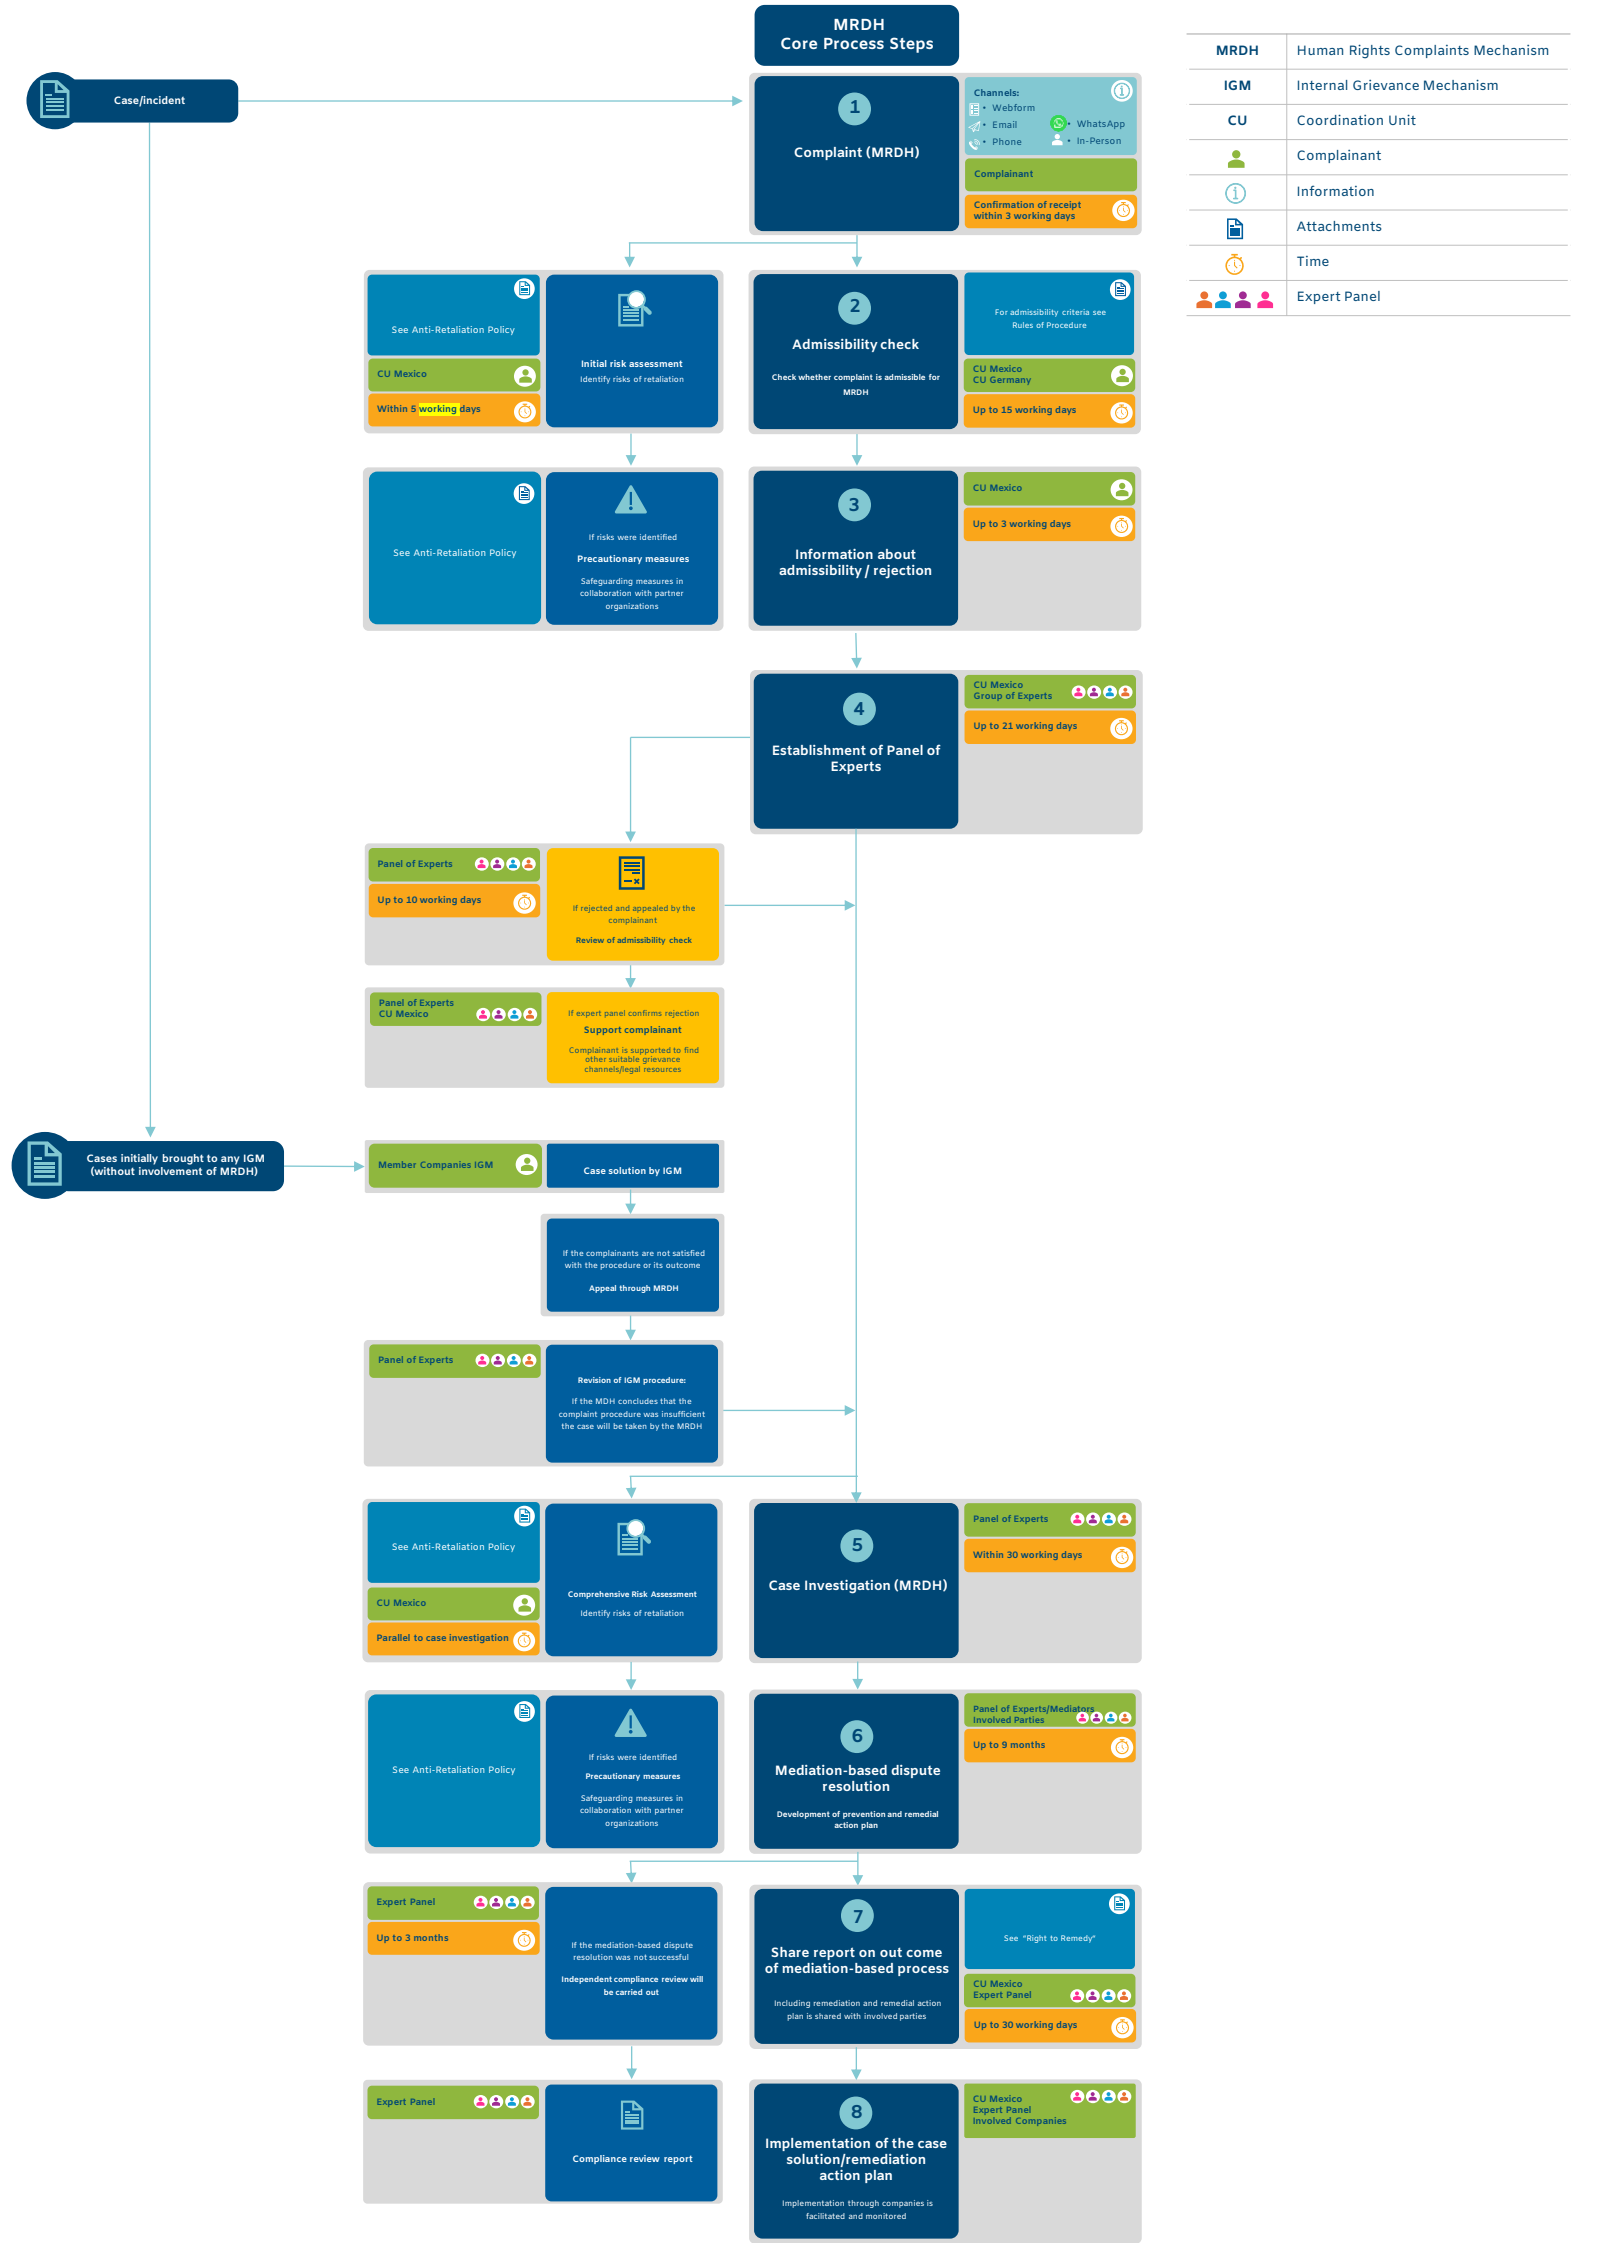 MRDH
Core Process Steps
MRDH
Human Rights Complaints Mechanism
IGM
Internal Grievance Mechanism
CU
Coordination Unit
Complainant
Information
Attachments
Time
Expert Panel
Case/incident
1
Complaint (MRDH)
Channels:
• Webform
• Email
• Phone
• WhatsApp
• In-Person
Complainant
Confirmation of receipt
within 3 working days
See Anti-Retaliation Policy
CU Mexico
Within 5 working days
Initial risk assessment
Identify risks of retaliation
2
Admissibility check
Check whether complaint is admissible for
MRDH
For admissibility criteria see
Rules of Procedure
CU Mexico
CU Germany
Up to 15 working days
See Anti-Retaliation Policy
If risks were identified
Precautionary measures
Safeguarding measures in
collaboration with partner
organizations
3
Information about
admissibility / rejection
CU Mexico
Up to 3 working days
4
Establishment of Panel of
Experts
CU Mexico
Group of Experts
Up to 21 working days
Panel of Experts
Up to 10 working days
If rejected and appealed by the
complainant
Review of admissibility check
Panel of Experts
CU Mexico
If expert panel confirms rejection
Support complainant
Complainant is supported to find
other suitable grievance
channels/legal resources
Cases initially brought to any IGM
(without involvement of MRDH)
Member Companies IGM
Case solution by IGM
If the complainants are not satisfied
with the procedure or its outcome
Appeal through MRDH
Panel of Experts
Revision of IGM procedure:
If the MDH concludes that the
complaint procedure was insufficient
the case will be taken by the MRDH
See Anti-Retaliation Policy
CU Mexico
Parallel to case investigation
Comprehensive Risk Assessment
Identify risks of retaliation
5
Case Investigation (MRDH)
Panel of Experts
Within 30 working days
See Anti-Retaliation Policy
If risks were identified
Precautionary measures
Safeguarding measures in
collaboration with partner
organizations
6
Mediation-based dispute
resolution
Development of prevention and remedial
action plan
Panel of Experts/Mediators
Involved Parties
Up to 9 months
Expert Panel
Up to 3 months
If the mediation-based dispute
resolution was not successful
Independent compliance review will
be carried out
7
Share report on out come
of mediation-based process
Including remediation and remedial action
plan is shared with involved parties
See “Right to Remedy”
CU Mexico
Expert Panel
Up to 30 working days
Expert Panel
Compliance review report
8
Implementation of the case
solution/remediation
action plan
Implementation through companies is
facilitated and monitored
CU Mexico
Expert Panel
Involved Companies